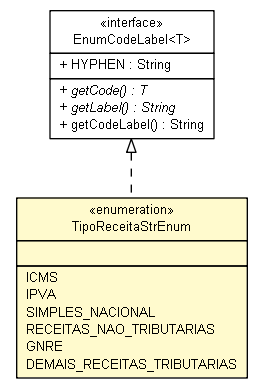 «interface»
EnumCodeLabel<T>
+ HYPHEN : String
+ getCode() : T
+ getLabel() : String
+ getCodeLabel() : String
«enumeration»
TipoReceitaStrEnum
ICMS
IPVA
SIMPLES_NACIONAL
RECEITAS_NAO_TRIBUTARIAS
GNRE
DEMAIS_RECEITAS_TRIBUTARIAS